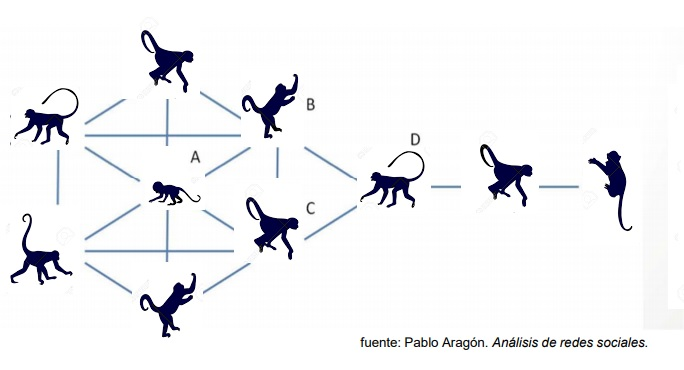 B
D
A
C
fuente: Pablo Aragón. Análisis de redes sociales.